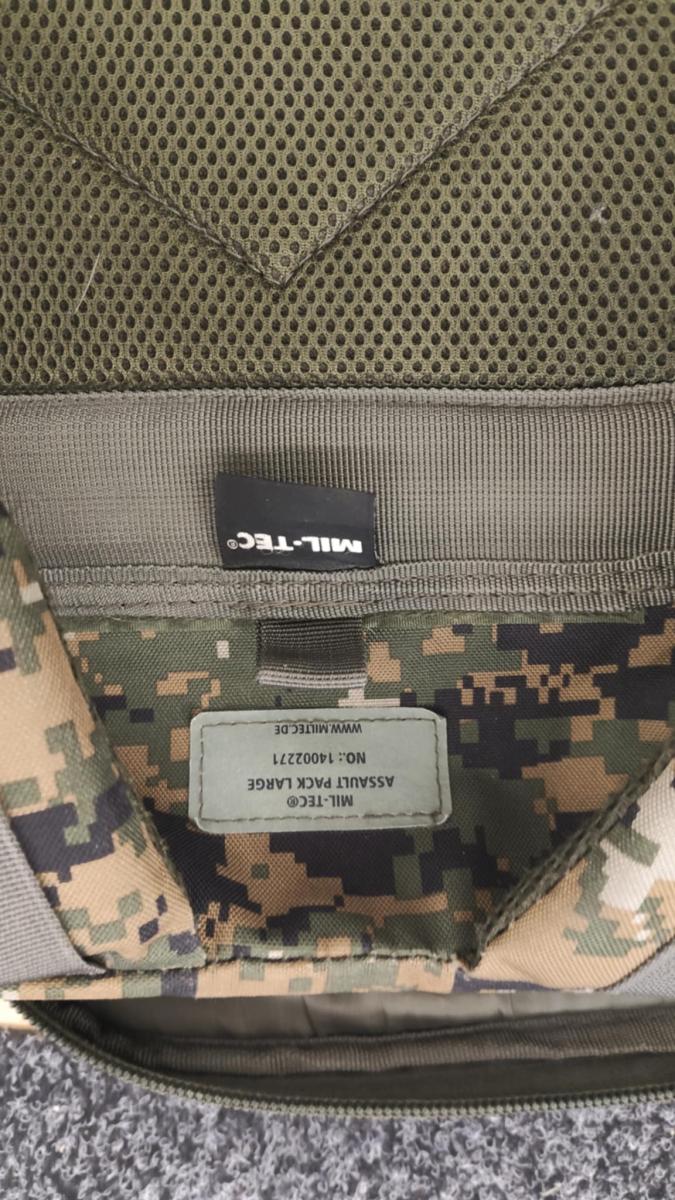 MIL-TEC®
MIL-TEC®
ASSAULT PACK LARGE
NO.: 14002271
WWW.MILTEC.DE